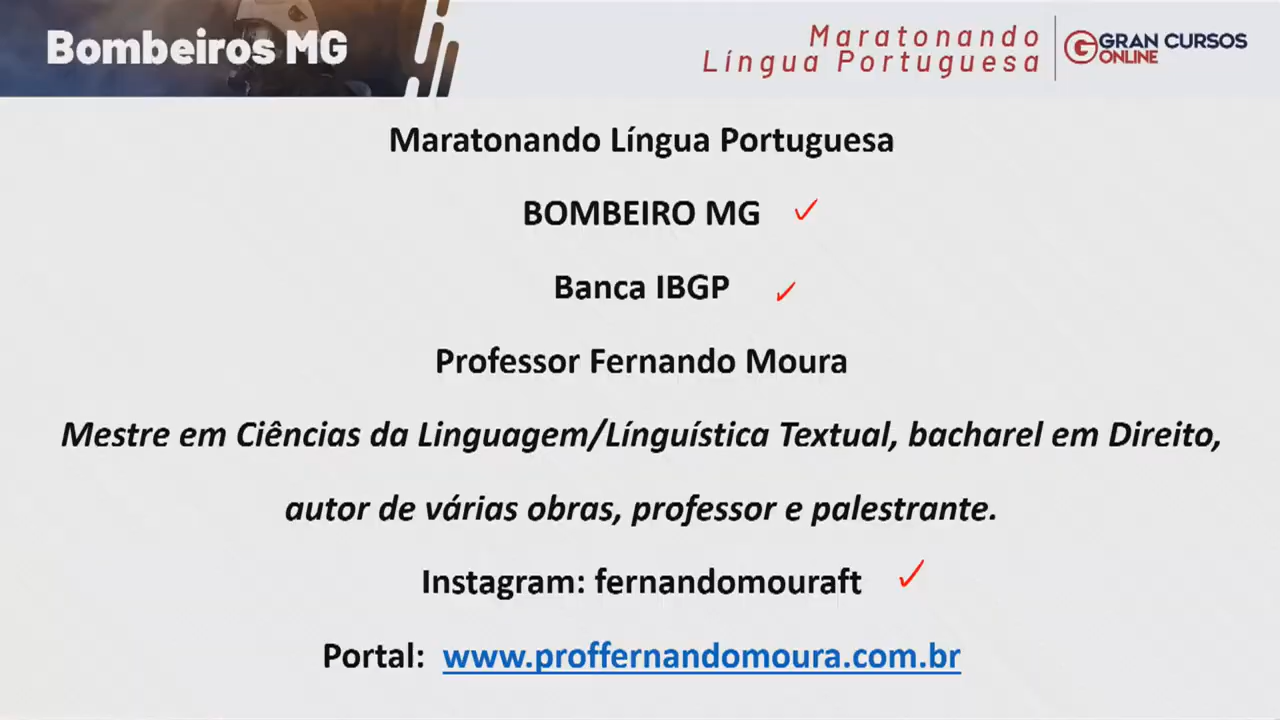 Bombeiros MG
Maratonando
Língua Portuguesa
GRAN CURSOS
ONLINE
Maratonando Língua Portuguesa
BOMBEIRO MG
Banca IBGP
Professor Fernando Moura
Mestre em Ciências da Linguagem/Línguística Textual, bacharel em Direito,
autor de várias obras, professor e palestrante.
Instagram: fernandomouraft
Portal: www.proffernandomoura.com.br